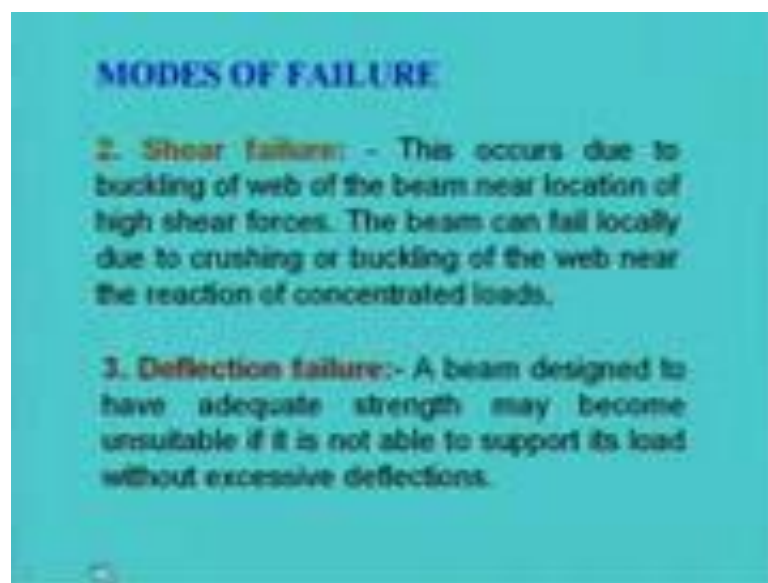 MODES OF FAILURE
2. Shear failure: - This occurs due to
buckling of web of the beam near location of
high shear forces. The beam can fail locally
due to crushing or buckling of the web near
the reaction of concentrated loads.
3. Deflection failure:- A beam designed to
have adequate strength may become
unsuitable if it is not able to support its load
without excessive deflections.